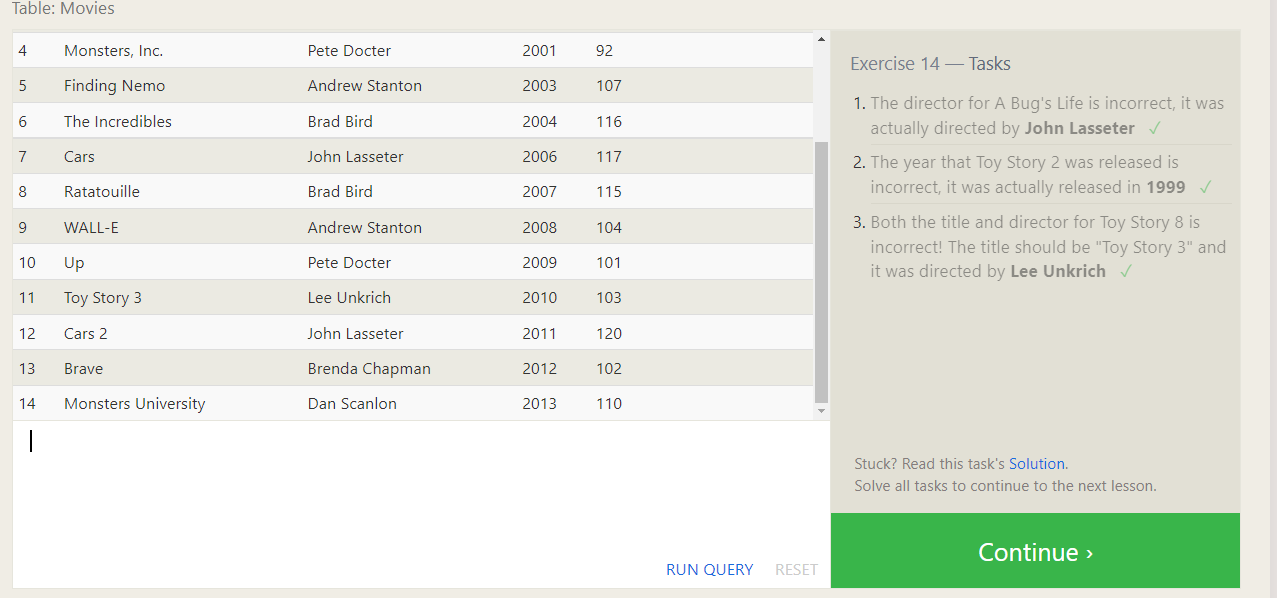 Table: Movies
4 Monsters, Inc. Pete Docter 2001 92
5 Finding Nemo Andrew Stanton 2003 107
6 The Incredibles Brad Bird 2004 116
7 Cars John Lasseter 2006 117
8 Ratatouille Brad Bird 2007 115
9 WALL-E Andrew Stanton 2008 104
10 Up Pete Docter 2009 101
11 Toy Story 3 Lee Unkrich 2010 103
12 Cars 2 John Lasseter 2011 120
13 Brave Brenda Chapman 2012 102
14 Monsters University Dan Scanlon 2013 110
RUN QUERY RESET
Exercise 14 — Tasks
1. The director for A Bug's Life is incorrect, it was
actually directed by John Lasseter ✓
2. The year that Toy Story 2 was released is
incorrect, it was actually released in 1999 ✓
3. Both the title and director for Toy Story 8 is
incorrect! The title should be "Toy Story 3" and
it was directed by Lee Unkrich ✓
Stuck? Read this task's Solution.
Solve all tasks to continue to the next lesson.
Continue ›